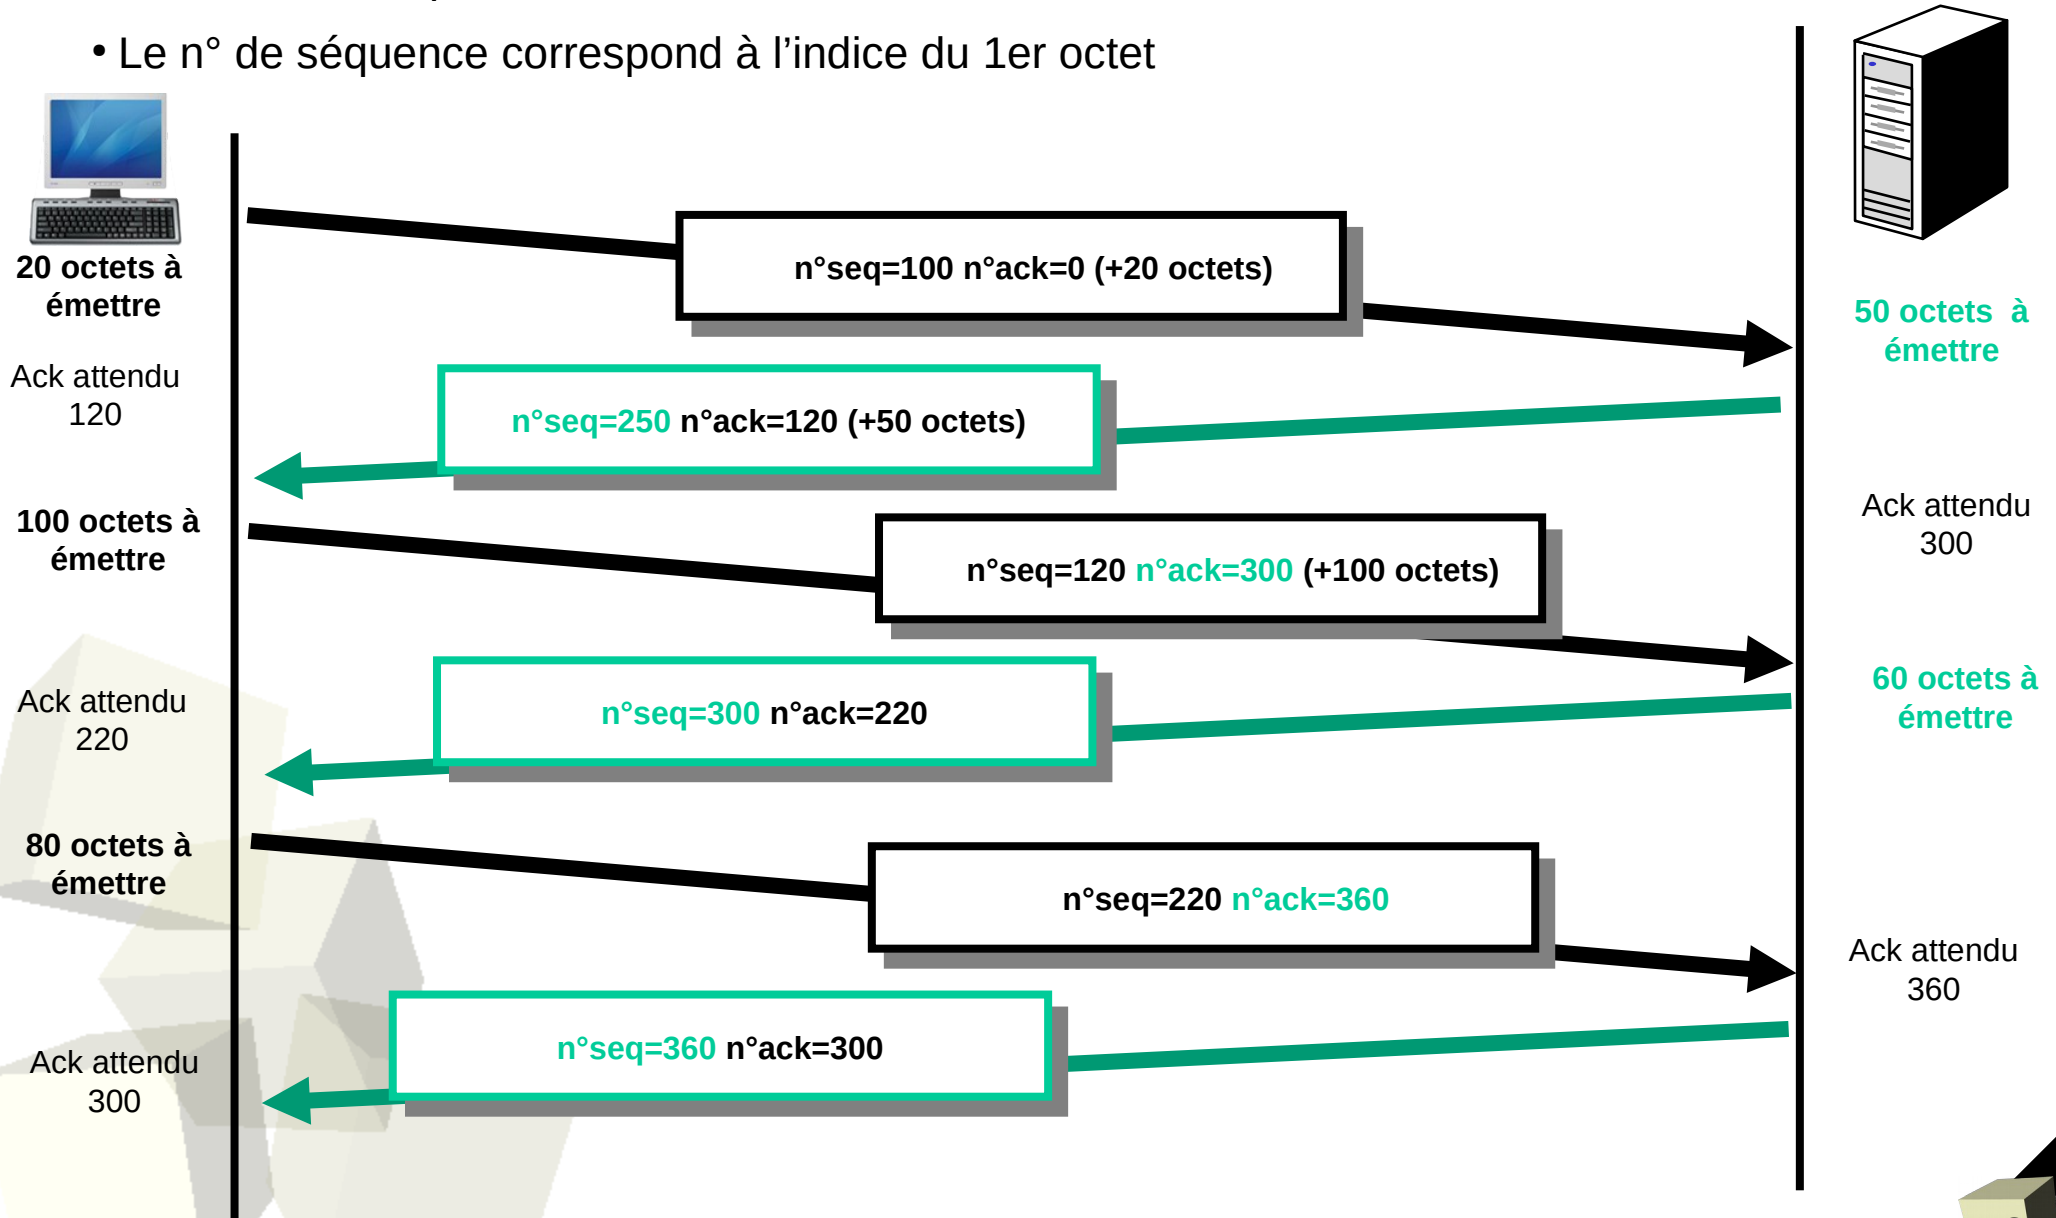 • Le n° de séquence correspond à l’indice du 1er octet
n°seq=100 n°ack=0 (+20 octets)
20 octets à
émettre
50 octets  à
émettre
Ack attendu
120
n°seq=250 n°ack=120 (+50 octets)
100 octets à
émettre
Ack attendu
300
n°seq=120 n°ack=300 (+100 octets)
Ack attendu
220
n°seq=300 n°ack=220
60 octets à
émettre
80 octets à
émettre
n°seq=220 n°ack=360
Ack attendu
360
n°seq=360 n°ack=300
Ack attendu
300